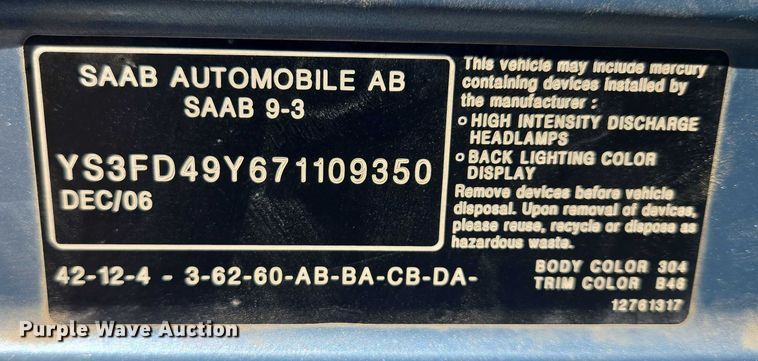 SAAB AUTOMOBILE AB
SAAB 9-3
YS3FD49Y671109350
DEC/06
This vehicle may include mercury
containing devices installed by
the manufacturer :
o HIGH INTENSITY DISCHARGE
HEADLAMPS
o BACK LIGHTING COLOR
DISPLAY
Remove devices before vehicle
disposal. Upon removal of devices,
please reuse, recycle or dispose as
hazardous waste.
42-12-4 - 3-62-60-AB-BA-CB-DA-
BODY COLOR 304
TRIM COLOR B46
12761317
Purple Wave Auction
Purple Wave Auction